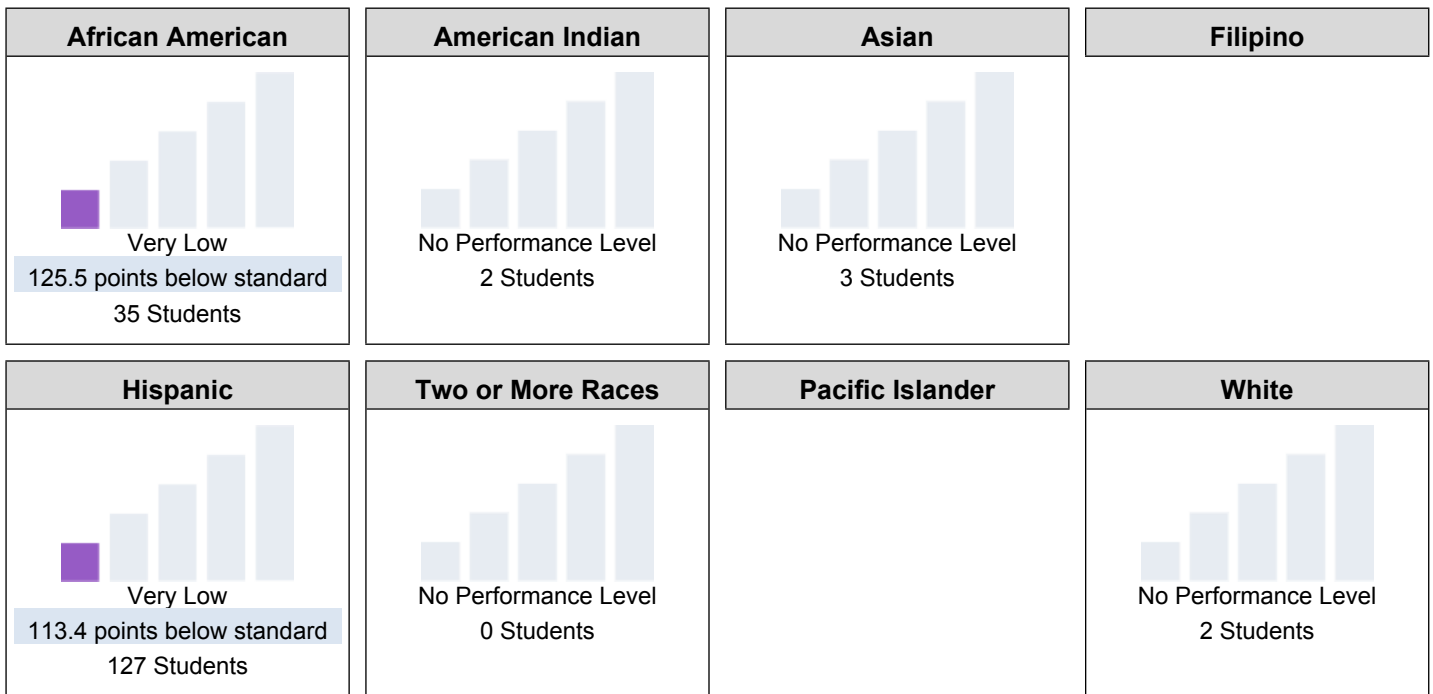 African American
Very Low
125.5 points below standard
35 Students
American Indian
No Performance Level
2 Students
Asian
No Performance Level
3 Students
Filipino
Hispanic
Very Low
113.4 points below standard
127 Students
Two or More Races
No Performance Level
0 Students
Pacific Islander
White
No Performance Level
2 Students